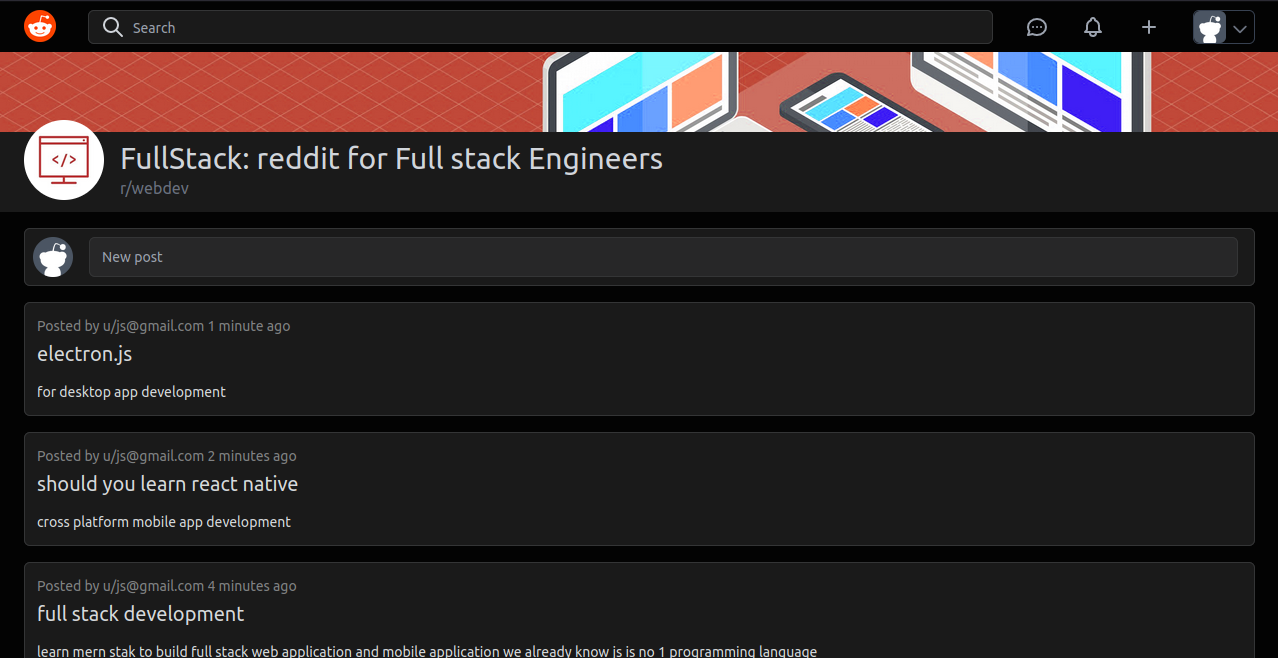 Search
FullStack: reddit for Full stack Engineers
r/webdev
</>
New post
Posted by u/js@gmail.com 1 minute ago
electron.js
for desktop app development
Posted by u/js@gmail.com 2 minutes ago
should you learn react native
cross platform mobile app development
Posted by u/js@gmail.com 4 minutes ago
full stack development
learn mern stak to build full stack web application and mobile application we already know js is no 1 programming language